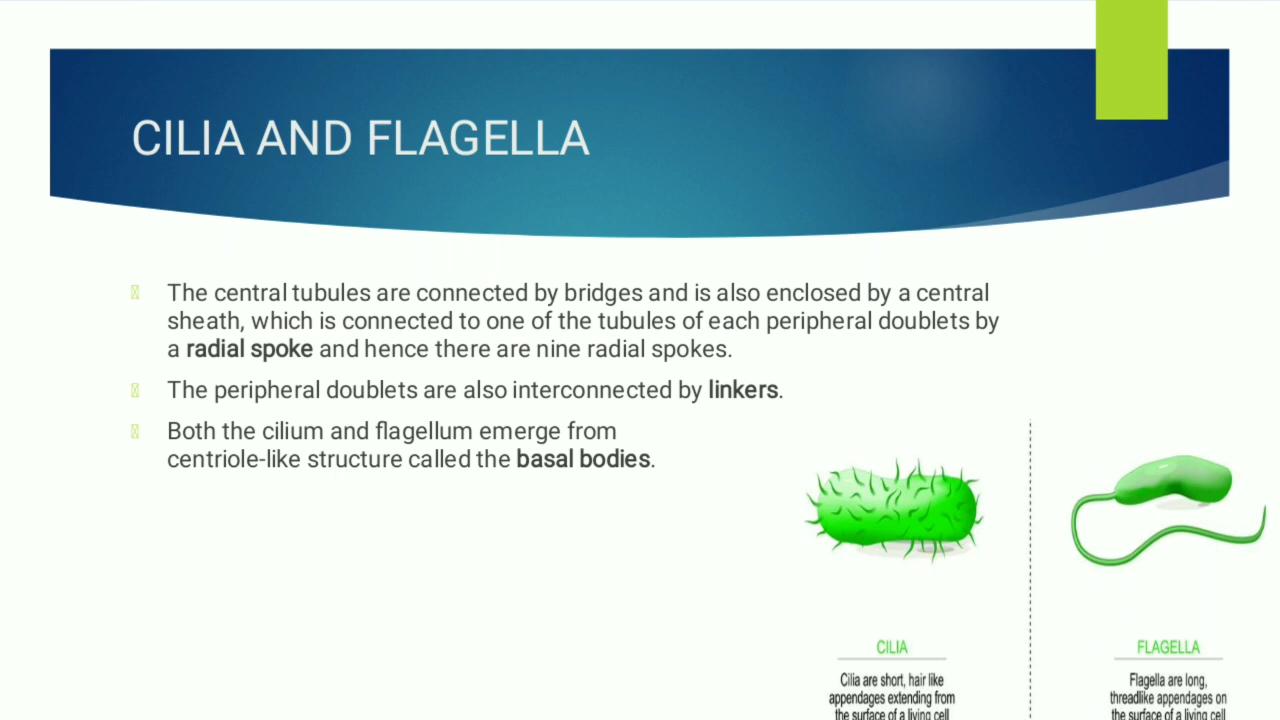 CILIA AND FLAGELLA
The central tubules are connected by bridges and is also enclosed by a central
sheath, which is connected to one of the tubules of each peripheral doublets by
a radial spoke and hence there are nine radial spokes.
The peripheral doublets are also interconnected by linkers.
Both the cilium and flagellum emerge from
centriole-like structure called the basal bodies.
CILIA
Cilia are short, hair like
appendages extending from
the surface of a living cell
FLAGELLA
Flagella are long,
threadlike appendages on
the surface of a living cell